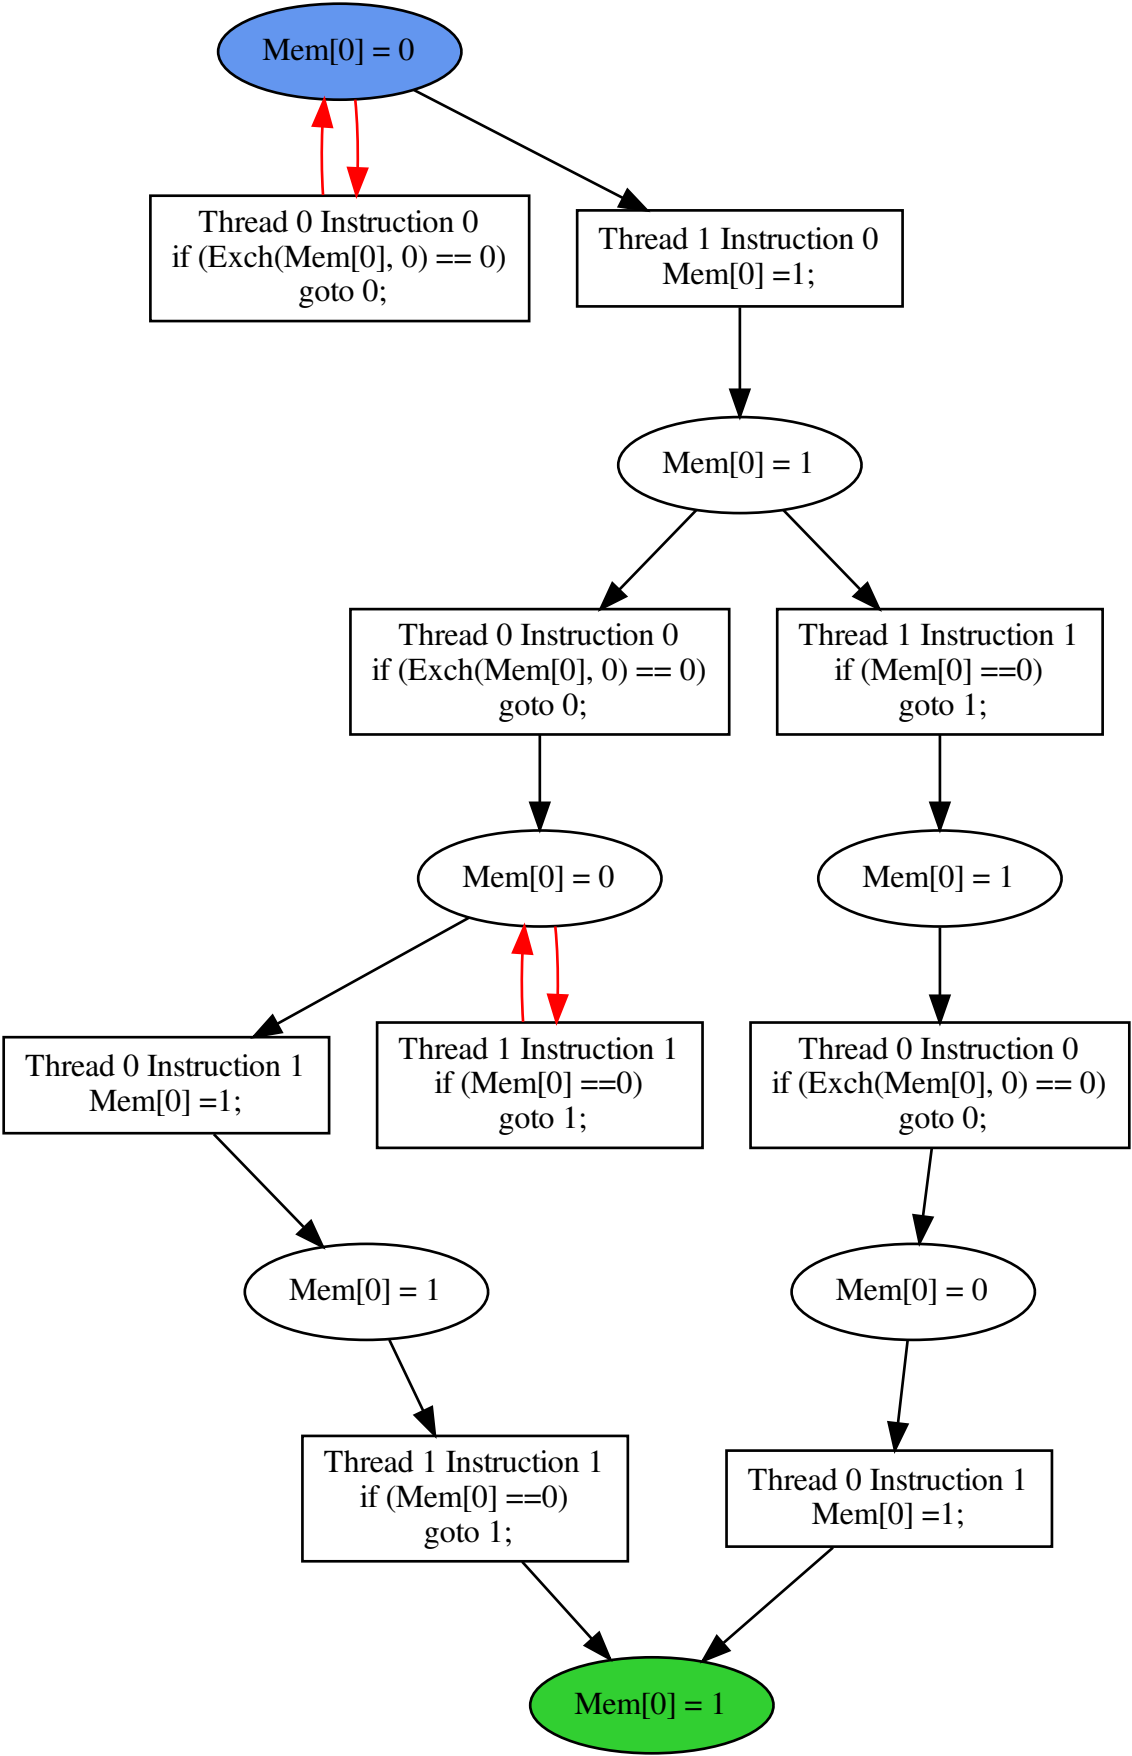 Mem[0] = 0
Thread 0 Instruction 0
if (Exch(Mem[0], 0) == 0)
goto 0;
Thread 1 Instruction 0
Mem[0] =1;
Mem[0] = 1
Thread 0 Instruction 0
if (Exch(Mem[0], 0) == 0)
goto 0;
Thread 1 Instruction 1
if (Mem[0] ==0)
goto 1;
Mem[0] = 0
Mem[0] = 1
Thread 0 Instruction 1
Mem[0] =1;
Thread 1 Instruction 1
if (Mem[0] ==0)
goto 1;
Thread 0 Instruction 0
if (Exch(Mem[0], 0) == 0)
goto 0;
Mem[0] = 1
Mem[0] = 0
Thread 1 Instruction 1
if (Mem[0] ==0)
goto 1;
Thread 0 Instruction 1
Mem[0] =1;
Mem[0] = 1